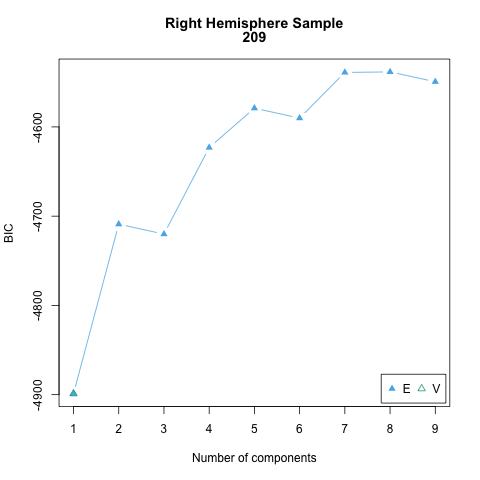 Right Hemisphere Sample
209
BIC
-4600
-4700
-4800
-4900
1 2 3 4 5 6 7 8 9
E V
Number of components